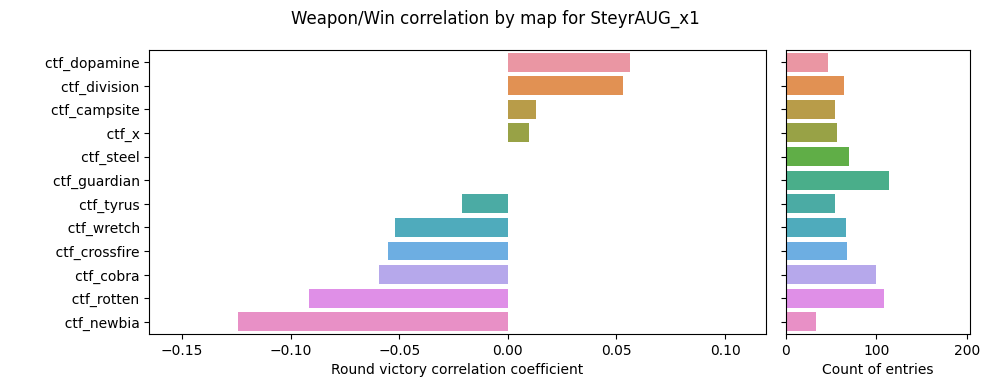 Weapon/Win correlation by map for SteyrAUG_x1
ctf_dopamine
ctf_division
ctf_campsite
ctf_x
ctf_steel
ctf_guardian
ctf_tyrus
ctf_wretch
ctf_crossfire
ctf_cobra
ctf_rotten
ctf_newbia
−0.15 −0.10 −0.05 0.00 0.05 0.10
0 100 200
Round victory correlation coefficient
Count of entries